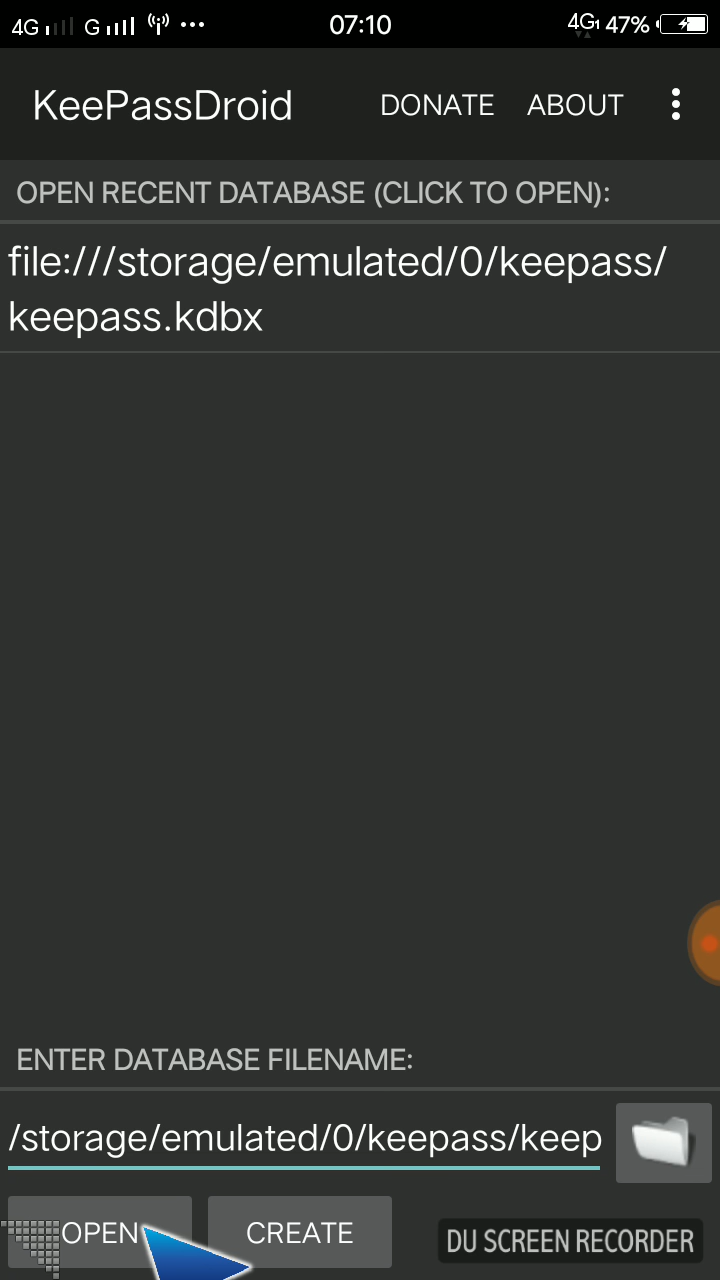 4G G 07:10 4G1 47%
KeePassDroid DONATE ABOUT
OPEN RECENT DATABASE (CLICK TO OPEN):
file:///storage/emulated/0/keepass/
keepass.kdbx
ENTER DATABASE FILENAME:
/storage/emulated/0/keepass/keep
OPEN CREATE DU SCREEN RECORDER